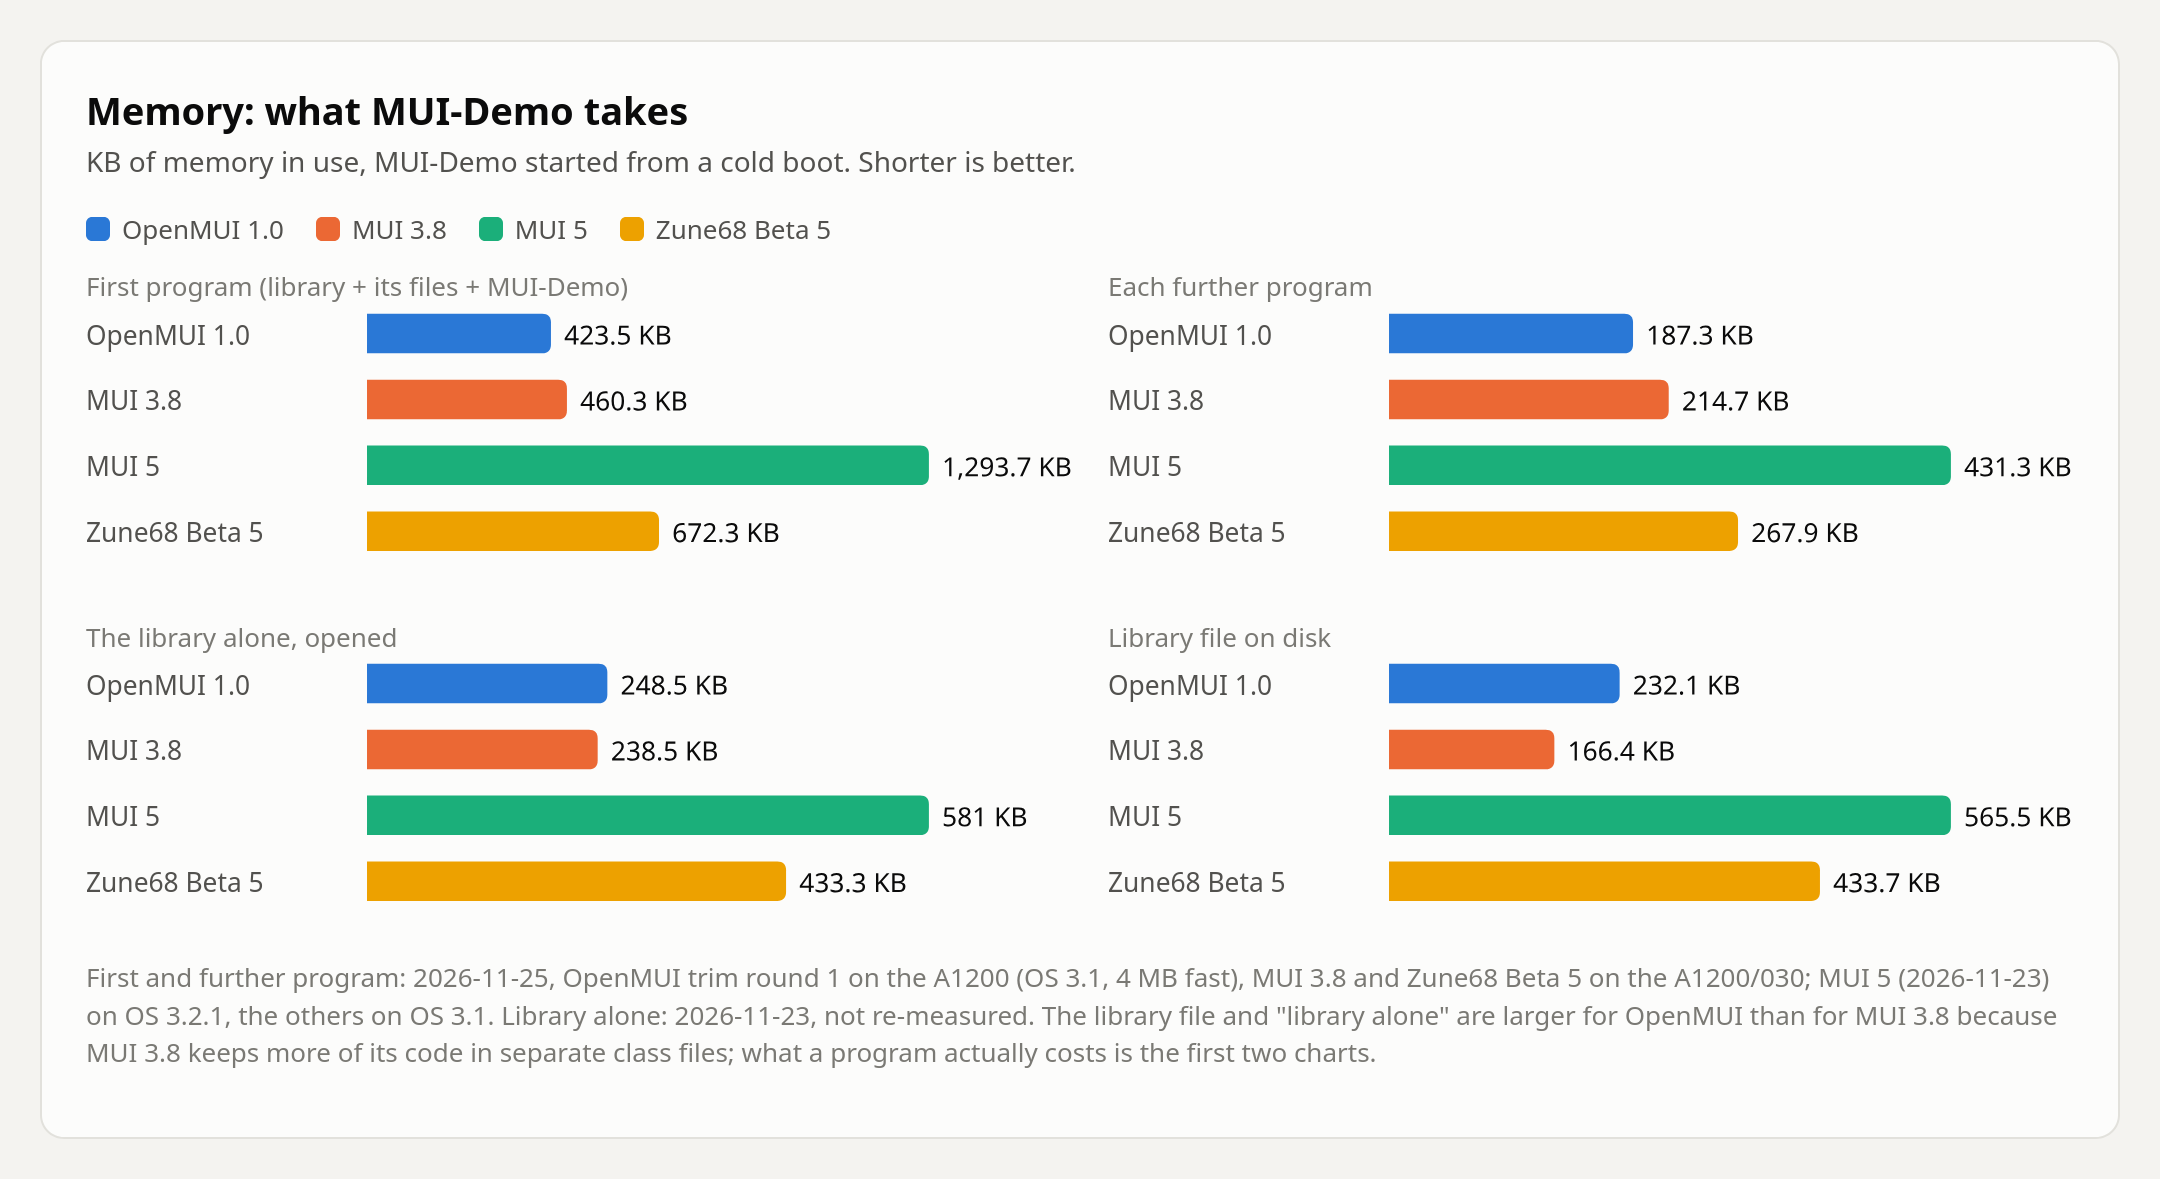 Memory: what MUI-Demo takes
KB of memory in use, MUI-Demo started from a cold boot. Shorter is better.
OpenMUI 1.0 MUI 3.8 MUI 5 Zune68 Beta 5
First program (library + its files + MUI-Demo)
OpenMUI 1.0 423.5 KB
MUI 3.8 460.3 KB
MUI 5 1,293.7 KB
Zune68 Beta 5 672.3 KB
Each further program
OpenMUI 1.0 187.3 KB
MUI 3.8 214.7 KB
MUI 5 431.3 KB
Zune68 Beta 5 267.9 KB
The library alone, opened
OpenMUI 1.0 248.5 KB
MUI 3.8 238.5 KB
MUI 5 581 KB
Zune68 Beta 5 433.3 KB
Library file on disk
OpenMUI 1.0 232.1 KB
MUI 3.8 166.4 KB
MUI 5 565.5 KB
Zune68 Beta 5 433.7 KB
First and further program: 2026-11-25, OpenMUI trim round 1 on the A1200 (OS 3.1, 4 MB fast), MUI 3.8 and Zune68 Beta 5 on the A1200/030; MUI 5 (2026-11-23)
on OS 3.2.1, the others on OS 3.1. Library alone: 2026-11-23, not re-measured. The library file and "library alone" are larger for OpenMUI than for MUI 3.8 because
MUI 3.8 keeps more of its code in separate class files; what a program actually costs is the first two charts.